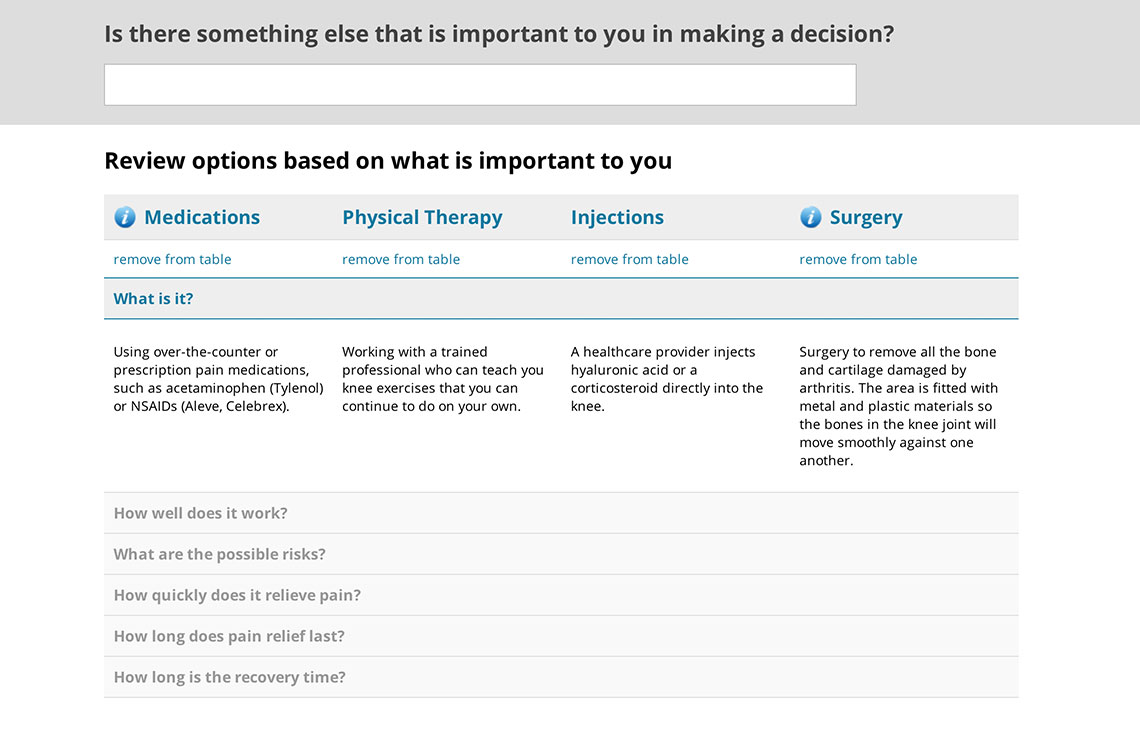 Is there something else that is important to you in making a decision?
Review options based on what is important to you
Medications
Physical Therapy
Injections
Surgery
remove from table
remove from table
remove from table
remove from table
What is it?
Using over-the-counter or
prescription pain medications,
such as acetaminophen (Tylenol)
or NSAIDs (Aleve, Celebrex).
Working with a trained
professional who can teach you
knee exercises that you can
continue to do on your own.
A healthcare provider injects
hyaluronic acid or a
corticosteroid directly into the
knee.
Surgery to remove all the bone
and cartilage damaged by
arthritis. The area is fitted with
metal and plastic materials so
the bones in the knee joint will
move smoothly against one
another.
How well does it work?
What are the possible risks?
How quickly does it relieve pain?
How long does pain relief last?
How long is the recovery time?